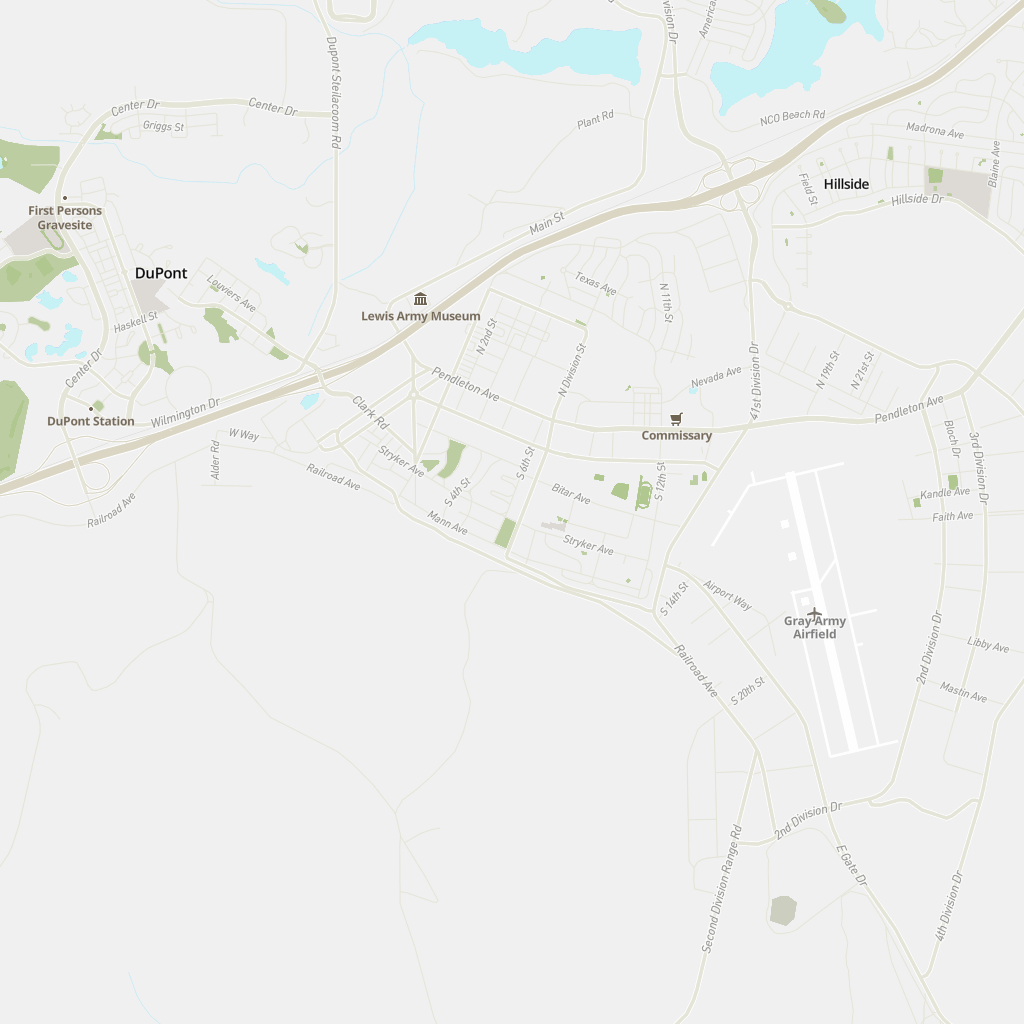 Division Dr
American
Dupont Steilacoom Rd
Center Dr
Center Dr
Griggs St
Plant Rd
NCO Beach Rd
Madrona Ave
Blaine Ave
Hillside
Field St
Hillside Dr
First Persons
Gravesite
Main St
DuPont
Louviers Ave
Texas Ave
N 11th St
Lewis Army Museum
Haskell St
N 2nd St
N Division St
41st Division Dr
N 19th St
N 21st St
Center Dr
Pendleton Ave
Nevada Ave
Pendleton Ave
DuPont Station
Wilmington Dr
Clark Rd
Commissary
W Way
Alder Rd
Stryker Ave
Bloch Dr
3rd Division Dr
Railroad Ave
S 6th St
S 4th St
Bitar Ave
S 12th St
Kandle Ave
Railroad Ave
Mann Ave
Faith Ave
Stryker Ave
S 14th St
Airport Way
Gray Army
Airfield
2nd Division Dr
Libby Ave
Railroad Ave
S 20th St
Mastin Ave
2nd Division Dr
Second Division Range Rd
E Gate Dr
4th Division Dr